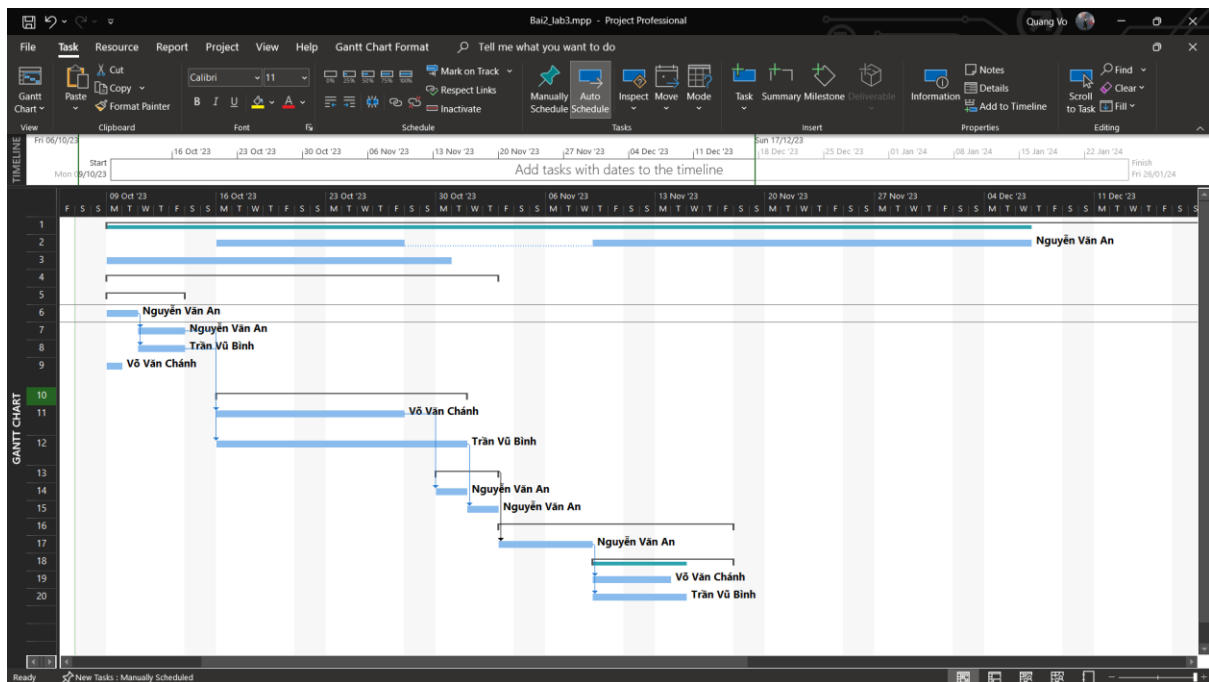 Bai2_lab3.mpp - Project Professional
Quang Vo
File Task Resource Report Project View Help Gantt Chart Format Tell me what you want to do
Gantt Chart
View
Paste
Cut
Copy
Format Painter
Clipboard
Calibri 11
B I U A
Font
0% 25% 50% 75% 100%
Mark on Track
Respect Links
Inactivate
Schedule
Manually Schedule
Auto Schedule
Inspect Move Mode
Tasks
Task Summary Milestone Deliverable
Insert
Information
Notes
Details
Add to Timeline
Properties
Scroll to Task
Find
Clear
Fill
Editing
TIMELINE
Fri 06/10/23
Sun 17/12/23
16 Oct '23 23 Oct '23 30 Oct '23 06 Nov '23 13 Nov '23 20 Nov '23 27 Nov '23 04 Dec '23 11 Dec '23 18 Dec '23 25 Dec '23 01 Jan '24 08 Jan '24 15 Jan '24 22 Jan '24
Start
Mon 09/10/23
Add tasks with dates to the timeline
Finish
Fri 26/01/24
09 Oct '23 16 Oct '23 23 Oct '23 30 Oct '23 06 Nov '23 13 Nov '23 20 Nov '23 27 Nov '23 04 Dec '23 11 Dec '23
F S S M T W T F S S M T W T F S S M T W T F S S M T W T F S S M T W T F S S M T W T F S S M T W T F S S M T W T F S S M T W T F S S M T W T F S S
GANTT CHART
1
2 Nguyễn Văn An
3
4
5
6 Nguyễn Văn An
7 Nguyễn Văn An
8 Trần Vũ Bình
9 Võ Văn Chánh
10
11 Võ Văn Chánh
12 Trần Vũ Bình
13
14 Nguyễn Văn An
15 Nguyễn Văn An
16
17 Nguyễn Văn An
18
19 Võ Văn Chánh
20 Trần Vũ Bình
Ready New Tasks : Manually Scheduled